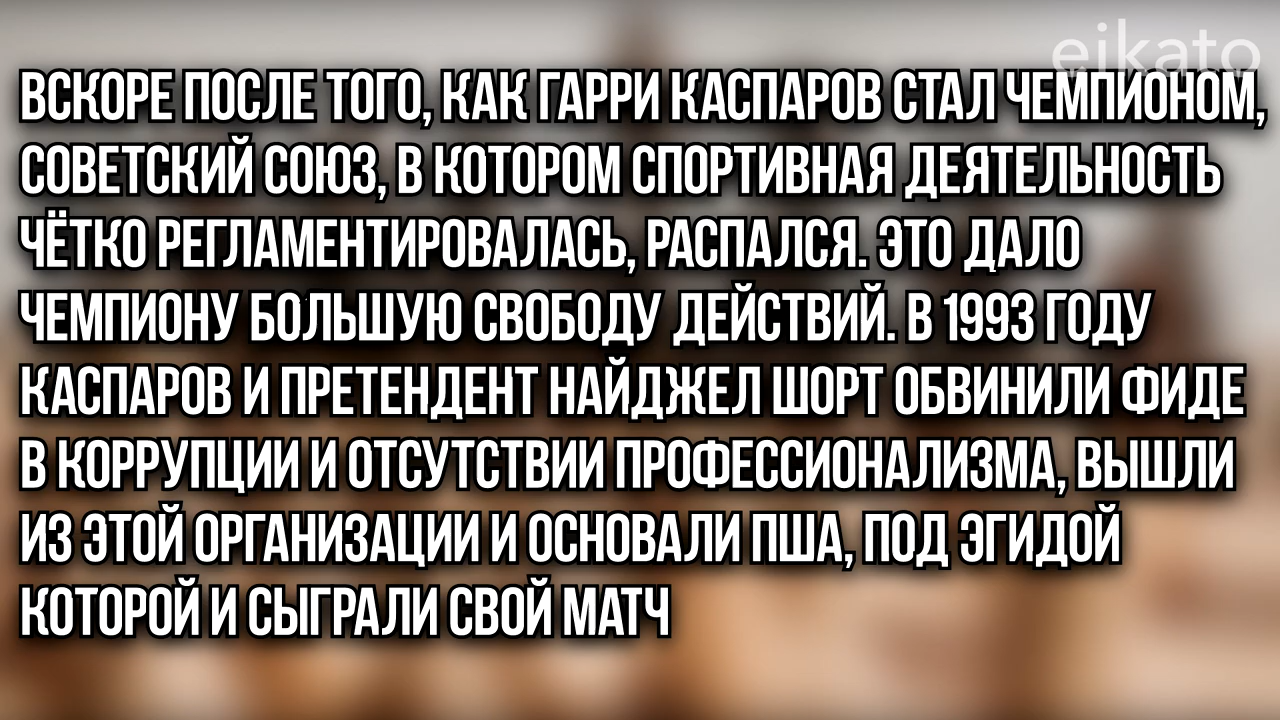 eikato
ВСКОРЕ ПОСЛЕ ТОГО, КАК ГАРРИ КАСПАРОВ СТАЛ ЧЕМПИОНОМ,
СОВЕТСКИЙ СОЮЗ, В КОТОРОМ СПОРТИВНАЯ ДЕЯТЕЛЬНОСТЬ
ЧЁТКО РЕГЛАМЕНТИРОВАЛАСЬ, РАСПАЛСЯ. ЭТО ДАЛО
ЧЕМПИОНУ БОЛЬШУЮ СВОБОДУ ДЕЙСТВИЙ. В 1993 ГОДУ
КАСПАРОВ И ПРЕТЕНДЕНТ НАЙДЖЕЛ ШОРТ ОБВИНИЛИ ФИДЕ
В КОРРУПЦИИ И ОТСУТСТВИИ ПРОФЕССИОНАЛИЗМА, ВЫШЛИ
ИЗ ЭТОЙ ОРГАНИЗАЦИИ И ОСНОВАЛИ ПША, ПОД ЭГИДОЙ
КОТОРОЙ И СЫГРАЛИ СВОЙ МАТЧ